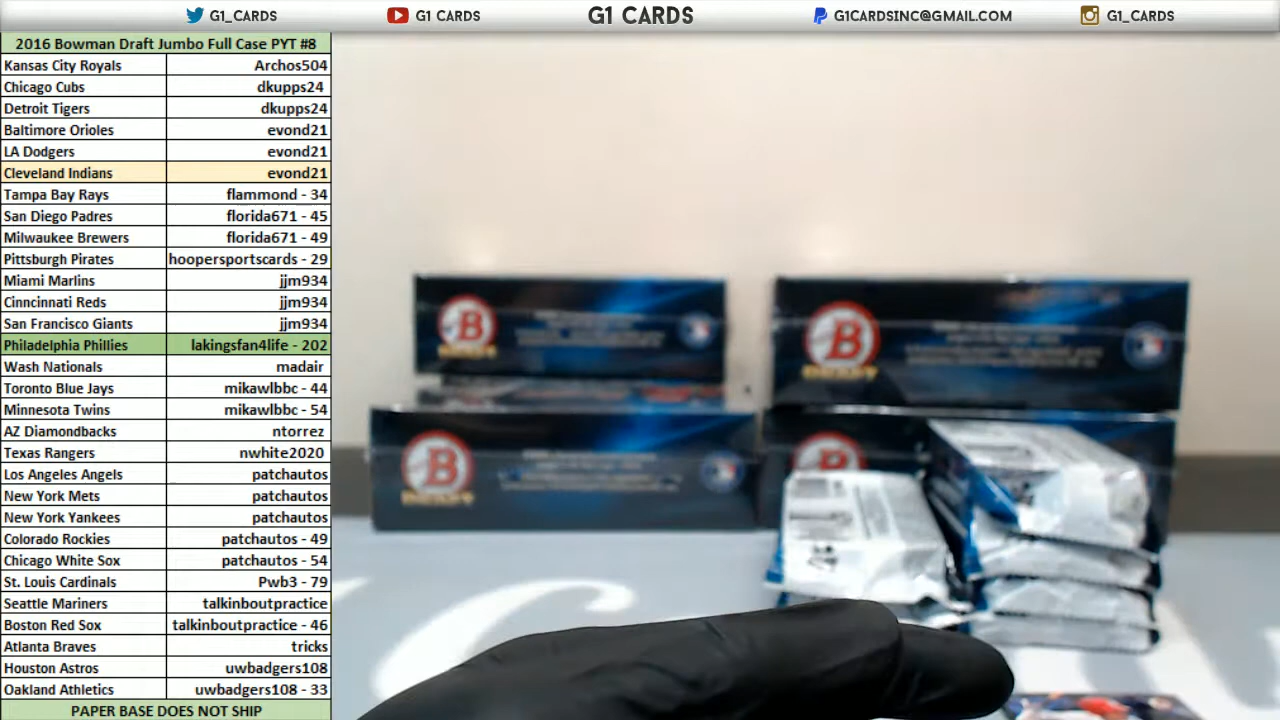 G1_CARDS
G1 CARDS
G1 CARDS
G1CARDSINC@GMAIL.COM
G1_CARDS
2016 Bowman Draft Jumbo Full Case PYT #8
Kansas City Royals Archos504
Chicago Cubs dkupps24
Detroit Tigers dkupps24
Baltimore Orioles evond21
LA Dodgers evond21
Cleveland Indians evond21
Tampa Bay Rays flammond - 34
San Diego Padres florida671 - 45
Milwaukee Brewers florida671 - 49
Pittsburgh Pirates hoopersportscards - 29
Miami Marlins jjm934
Cinncinnati Reds jjm934
San Francisco Giants jjm934
Philadelphia Phillies lakingsfan4life - 202
Wash Nationals madair
Toronto Blue Jays mikawlbbc - 44
Minnesota Twins mikawlbbc - 54
AZ Diamondbacks ntorrez
Texas Rangers nwhite2020
Los Angeles Angels patchautos
New York Mets patchautos
New York Yankees patchautos
Colorado Rockies patchautos - 49
Chicago White Sox patchautos - 54
St. Louis Cardinals Pwb3 - 79
Seattle Mariners talkinboutpractice
Boston Red Sox talkinboutpractice - 46
Atlanta Braves tricks
Houston Astros uwbadgers108
Oakland Athletics uwbadgers108 - 33
PAPER BASE DOES NOT SHIP
B
B
B
B